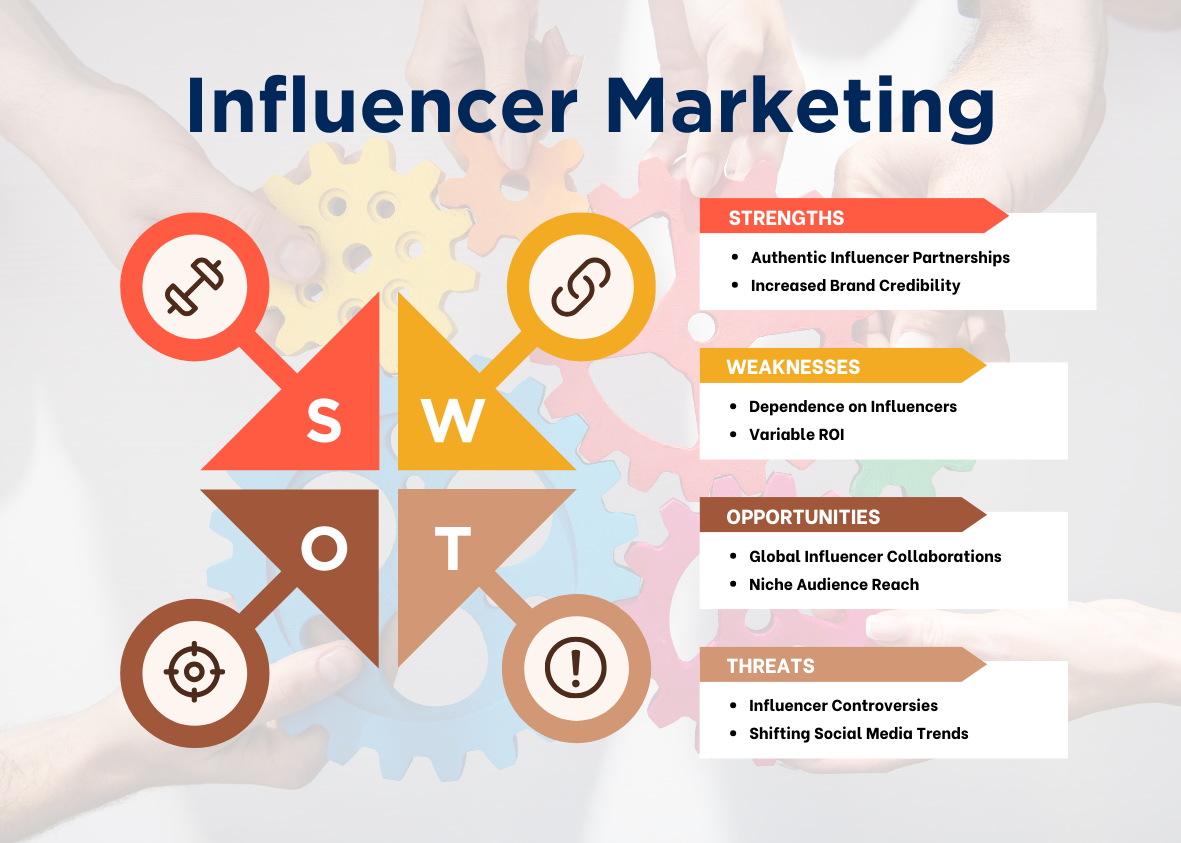 Influencer Marketing
S
W
O
T
STRENGTHS
Authentic Influencer Partnerships
Increased Brand Credibility
WEAKNESSES
Dependence on Influencers
Variable ROI
OPPORTUNITIES
Global Influencer Collaborations
Niche Audience Reach
THREATS
Influencer Controversies
Shifting Social Media Trends